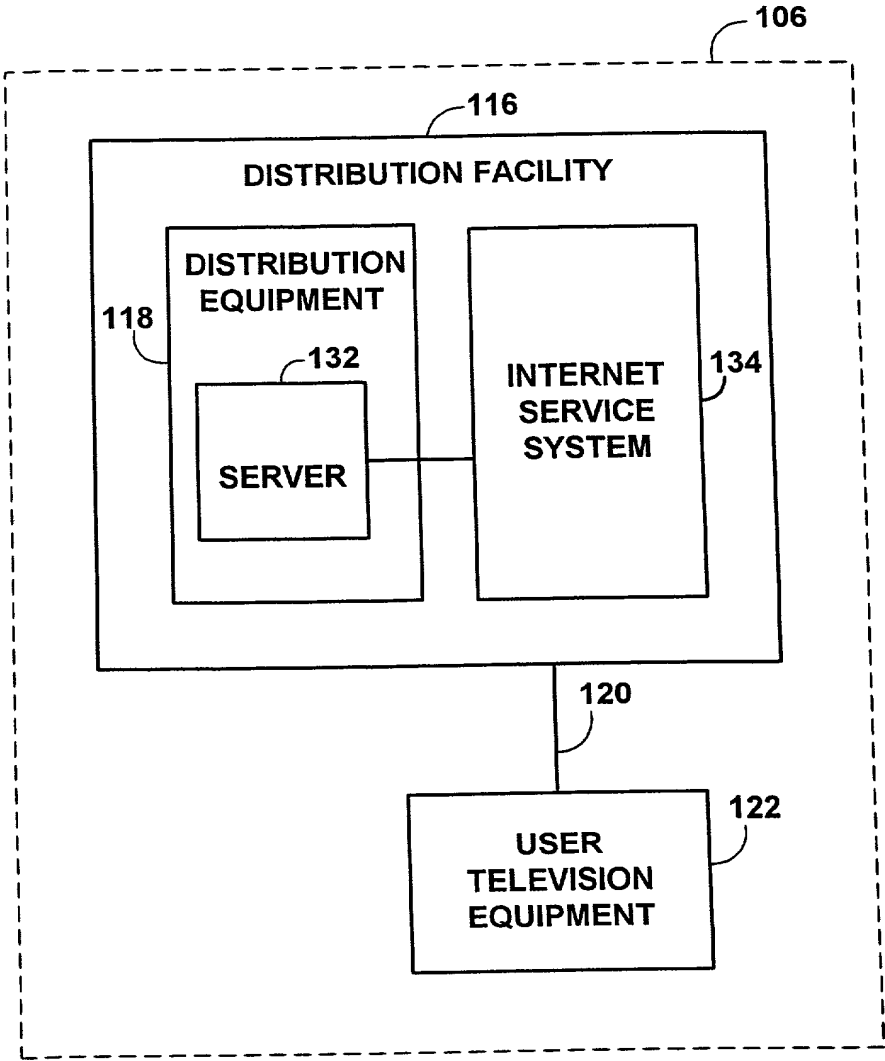 106
116
DISTRIBUTION FACILITY
DISTRIBUTION
EQUIPMENT
118
132
SERVER
INTERNET
SERVICE
SYSTEM
134
120
USER
TELEVISION
EQUIPMENT
122